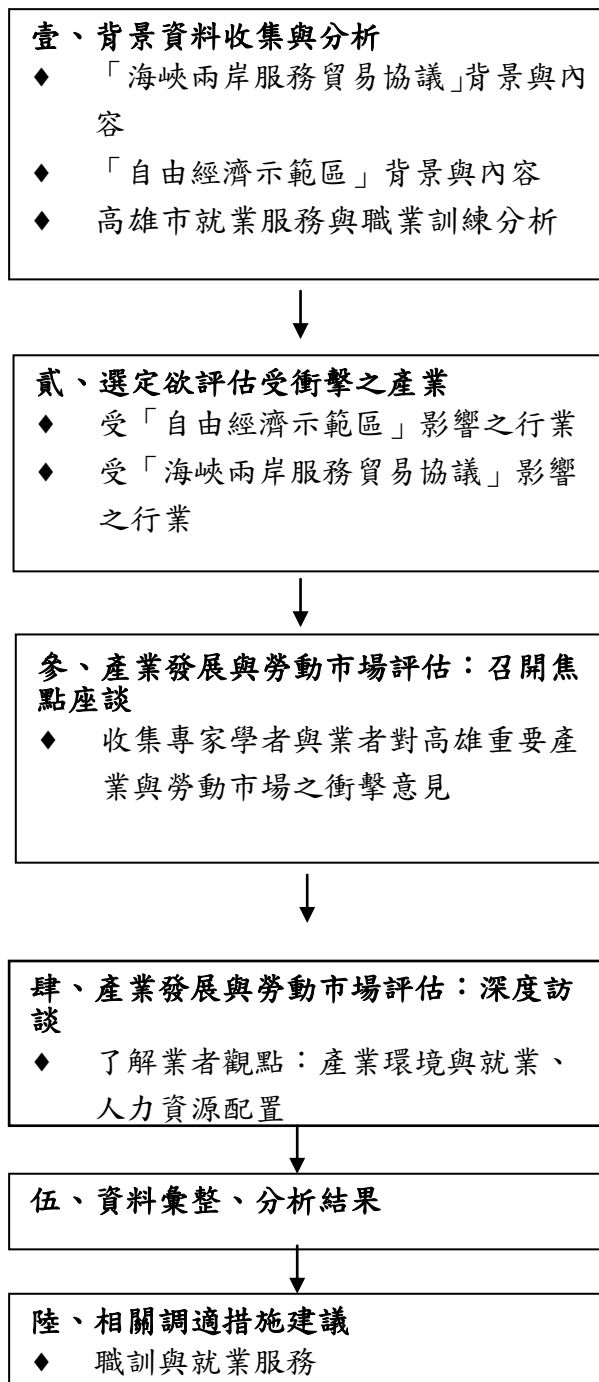 壹、背景資料收集與分析
♦ 「海峽兩岸服務貿易協議」背景與內
容
♦ 「自由經濟示範區」背景與內容
♦ 高雄市就業服務與職業訓練分析
貳、選定欲評估受衝擊之產業
♦ 受「自由經濟示範區」影響之行業
♦ 受「海峽兩岸服務貿易協議」影響
之行業
參、產業發展與勞動市場評估：召開焦
點座談
♦ 收集專家學者與業者對高雄重要產
業與勞動市場之衝擊意見
肆、產業發展與勞動市場評估：深度訪
談
♦ 了解業者觀點：產業環境與就業、
人力資源配置
伍、資料彙整、分析結果
陸、相關調適措施建議
♦ 職訓與就業服務